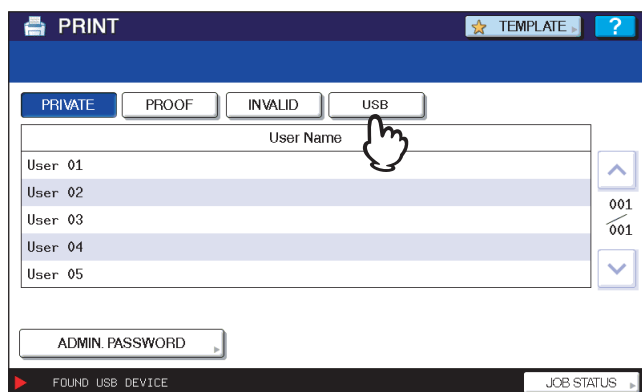 PRINT TEMPLATE ?
PRIVATE PROOF INVALID USB
User Name
User 01
User 02
User 03
User 04
User 05
001
001
ADMIN. PASSWORD
FOUND USB DEVICE JOB STATUS